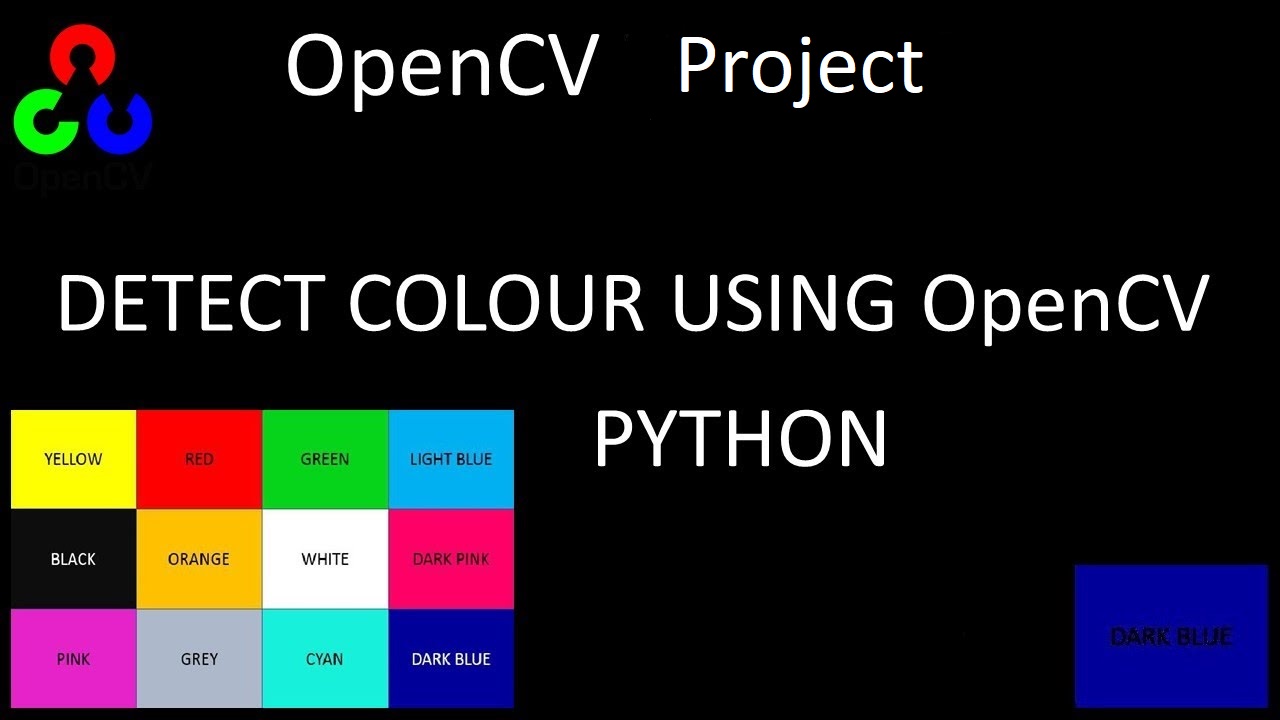 OpenCV Project
OpenCV
DETECT COLOUR USING OpenCV
PYTHON
YELLOW RED GREEN LIGHT BLUE
BLACK ORANGE WHITE DARK PINK
PINK GREY CYAN DARK BLUE
DARK BLUE